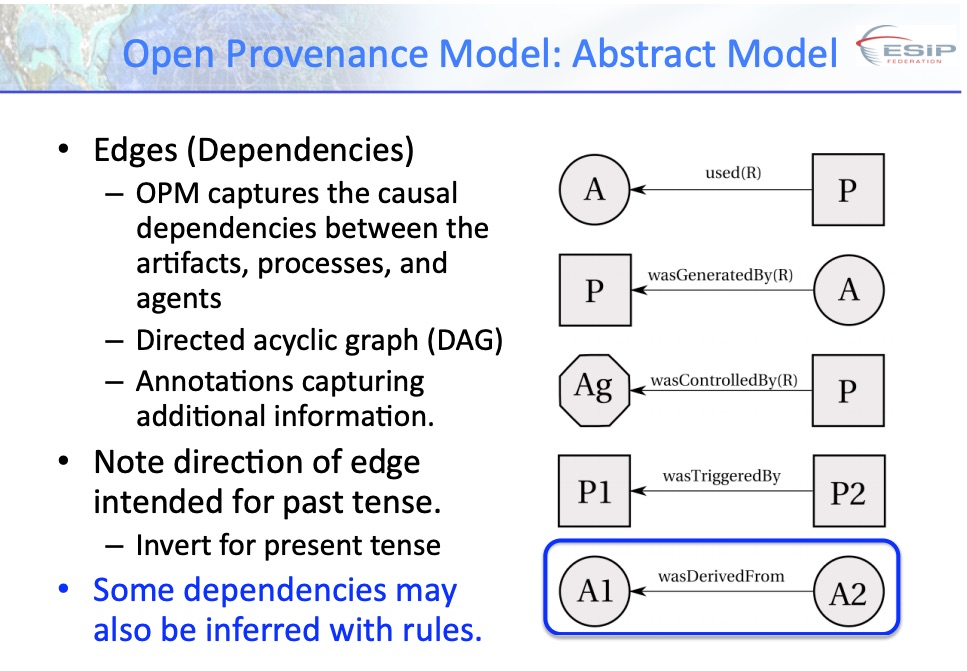 Open Provenance Model: Abstract Model
ESIP
FEDERATION
• Edges (Dependencies)
– OPM captures the causal
dependencies between the
artifacts, processes, and
agents
– Directed acyclic graph (DAG)
– Annotations capturing
additional information.
• Note direction of edge
intended for past tense.
– Invert for present tense
• Some dependencies may
also be inferred with rules.
A used(R) P
P wasGeneratedBy(R) A
Ag wasControlledBy(R) P
P1 wasTriggeredBy P2
A1 wasDerivedFrom A2